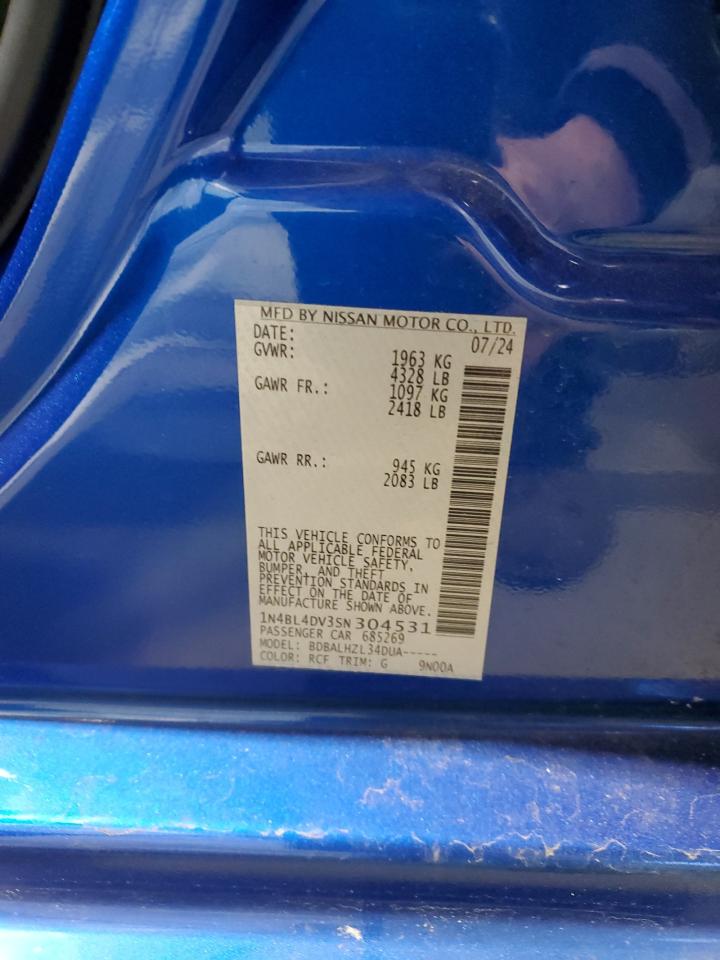 MFD BY NISSAN MOTOR CO., LTD.
DATE: 07/24
GVWR: 1963 KG
4328 LB
GAWR FR.: 1097 KG
2418 LB
GAWR RR.: 945 KG
2083 LB
THIS VEHICLE CONFORMS TO
ALL APPLICABLE FEDERAL
MOTOR VEHICLE SAFETY,
BUMPER, AND THEFT
PREVENTION STANDARDS IN
EFFECT ON THE DATE OF
MANUFACTURE SHOWN ABOVE.
1N4BL4DV3SN304531
PASSENGER CAR 685269
MODEL: BDBALHZL34DUA-----
COLOR: RCF TRIM: G 9N00A